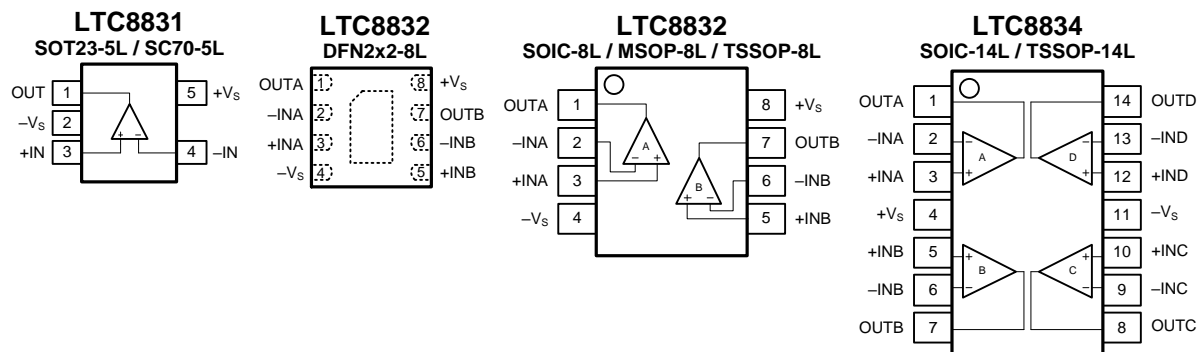 LTC8831
SOT23-5L / SC70-5L
OUT 1
–VS 2
+IN 3
5 +VS
4 –IN
+ –
LTC8832
DFN2x2-8L
OUTA 1
–INA 2
+INA 3
–VS 4
8 +VS
7 OUTB
6 –INB
5 +INB
LTC8832
SOIC-8L / MSOP-8L / TSSOP-8L
OUTA 1
–INA 2
+INA 3
–VS 4
8 +VS
7 OUTB
6 –INB
5 +INB
A
– +
B
+ –
LTC8834
SOIC-14L / TSSOP-14L
OUTA 1
–INA 2
+INA 3
+VS 4
+INB 5
–INB 6
OUTB 7
14 OUTD
13 –IND
12 +IND
11 –VS
10 +INC
9 –INC
8 OUTC
– A +
– D +
+ B –
+ C –